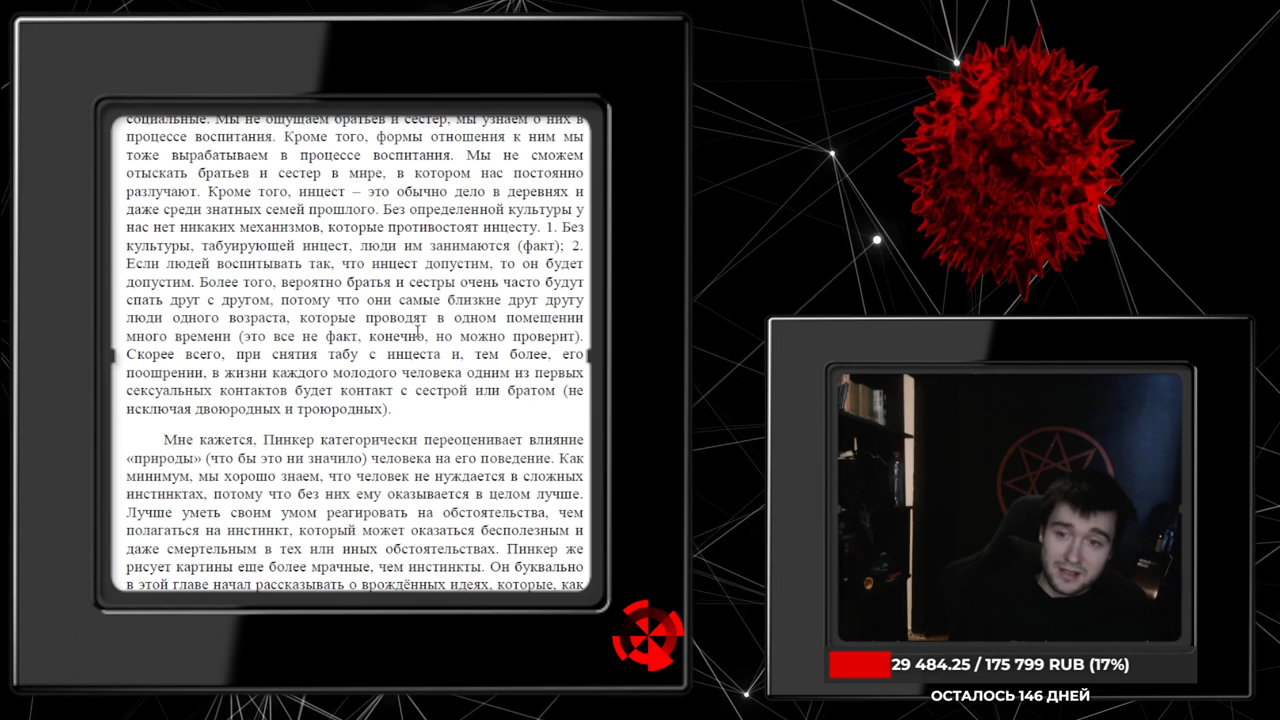 социальные. Мы не ощущаем братьев и сестер, мы узнаем о них в
процессе воспитания. Кроме того, формы отношения к ним мы
тоже вырабатываем в процессе воспитания. Мы не сможем
отыскать братьев и сестер в мире, в котором нас постоянно
разлучают. Кроме того, инцест – это обычно дело в деревнях и
даже среди знатных семей прошлого. Без определенной культуры у
нас нет никаких механизмов, которые противостоят инцесту. 1. Без
культуры, табуирующей инцест, люди им занимаются (факт); 2.
Если людей воспитывать так, что инцест допустим, то он будет
допустим. Более того, вероятно братья и сестры очень часто будут
спать друг с другом, потому что они самые близкие друг другу
люди одного возраста, которые проводят в одном помещении
много времени (это все не факт, конечно, но можно проверит).
Скорее всего, при снятия табу с инцеста и, тем более, его
поощрении, в жизни каждого молодого человека одним из первых
сексуальных контактов будет контакт с сестрой или братом (не
исключая двоюродных и троюродных).
Мне кажется, Пинкер категорически переоценивает влияние
«природы» (что бы это ни значило) человека на его поведение. Как
минимум, мы хорошо знаем, что человек не нуждается в сложных
инстинктах, потому что без них ему оказывается в целом лучше.
Лучше уметь своим умом реагировать на обстоятельства, чем
полагаться на инстинкт, который может оказаться бесполезным и
даже смертельным в тех или иных обстоятельствах. Пинкер же
рисует картины еще более мрачные, чем инстинкты. Он буквально
в этой главе начал рассказывать о врождённых идеях, которые, как
29 484.25 / 175 799 RUB (17%)
ОСТАЛОСЬ 146 ДНЕЙ